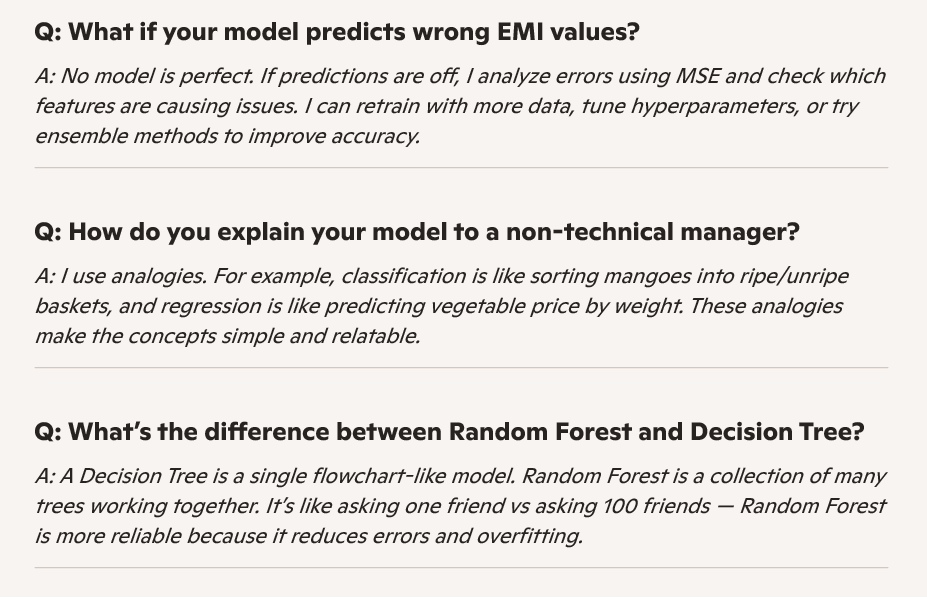 Q: What if your model predicts wrong EMI values?
A: No model is perfect. If predictions are off, I analyze errors using MSE and check which
features are causing issues. I can retrain with more data, tune hyperparameters, or try
ensemble methods to improve accuracy.
Q: How do you explain your model to a non-technical manager?
A: I use analogies. For example, classification is like sorting mangoes into ripe/unripe
baskets, and regression is like predicting vegetable price by weight. These analogies
make the concepts simple and relatable.
Q: What’s the difference between Random Forest and Decision Tree?
A: A Decision Tree is a single flowchart-like model. Random Forest is a collection of many
trees working together. It’s like asking one friend vs asking 100 friends — Random Forest
is more reliable because it reduces errors and overfitting.